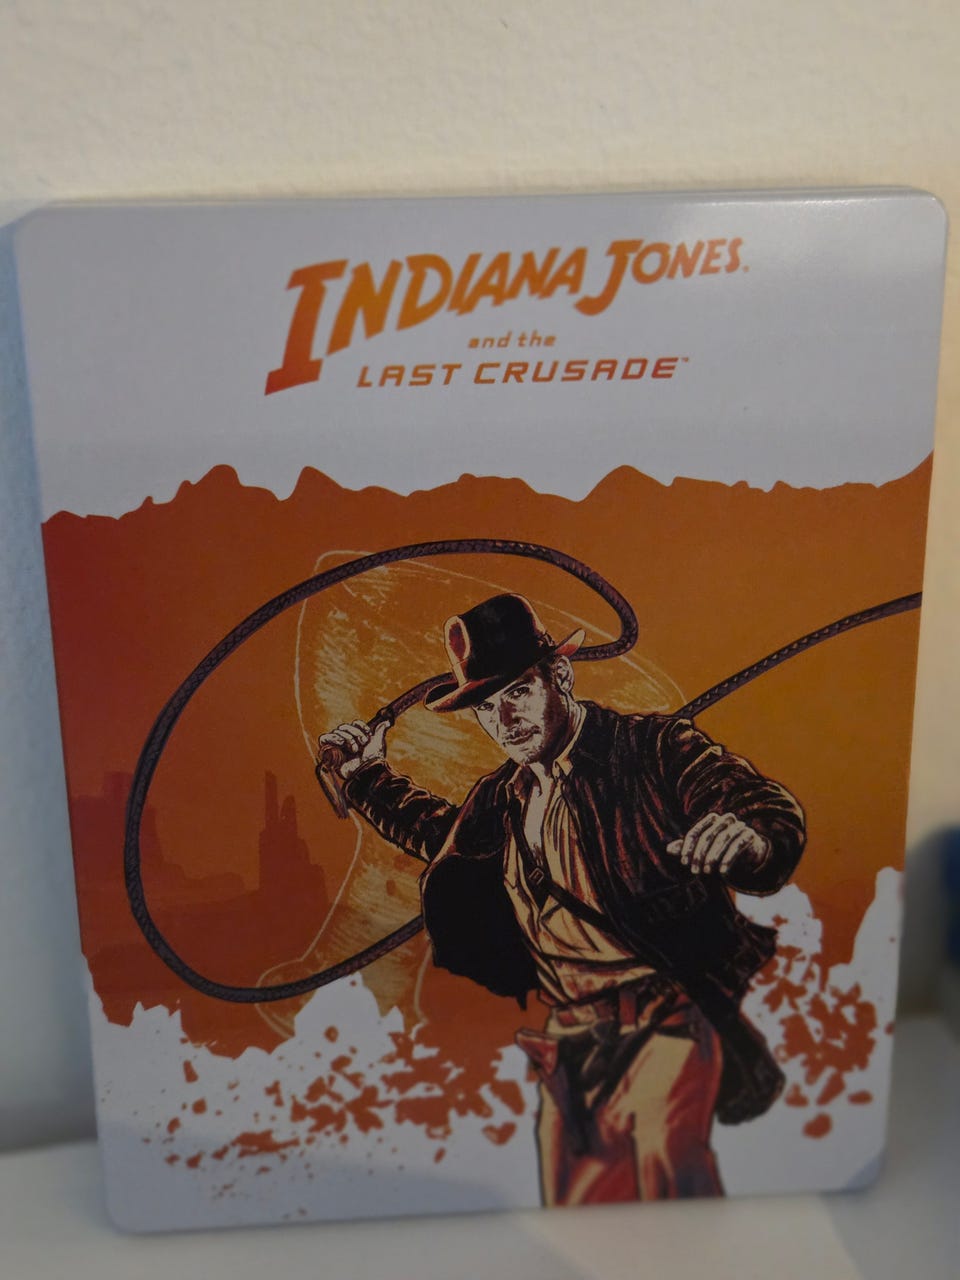 INDIANA JONES.
and the
LAST CRUSADE™